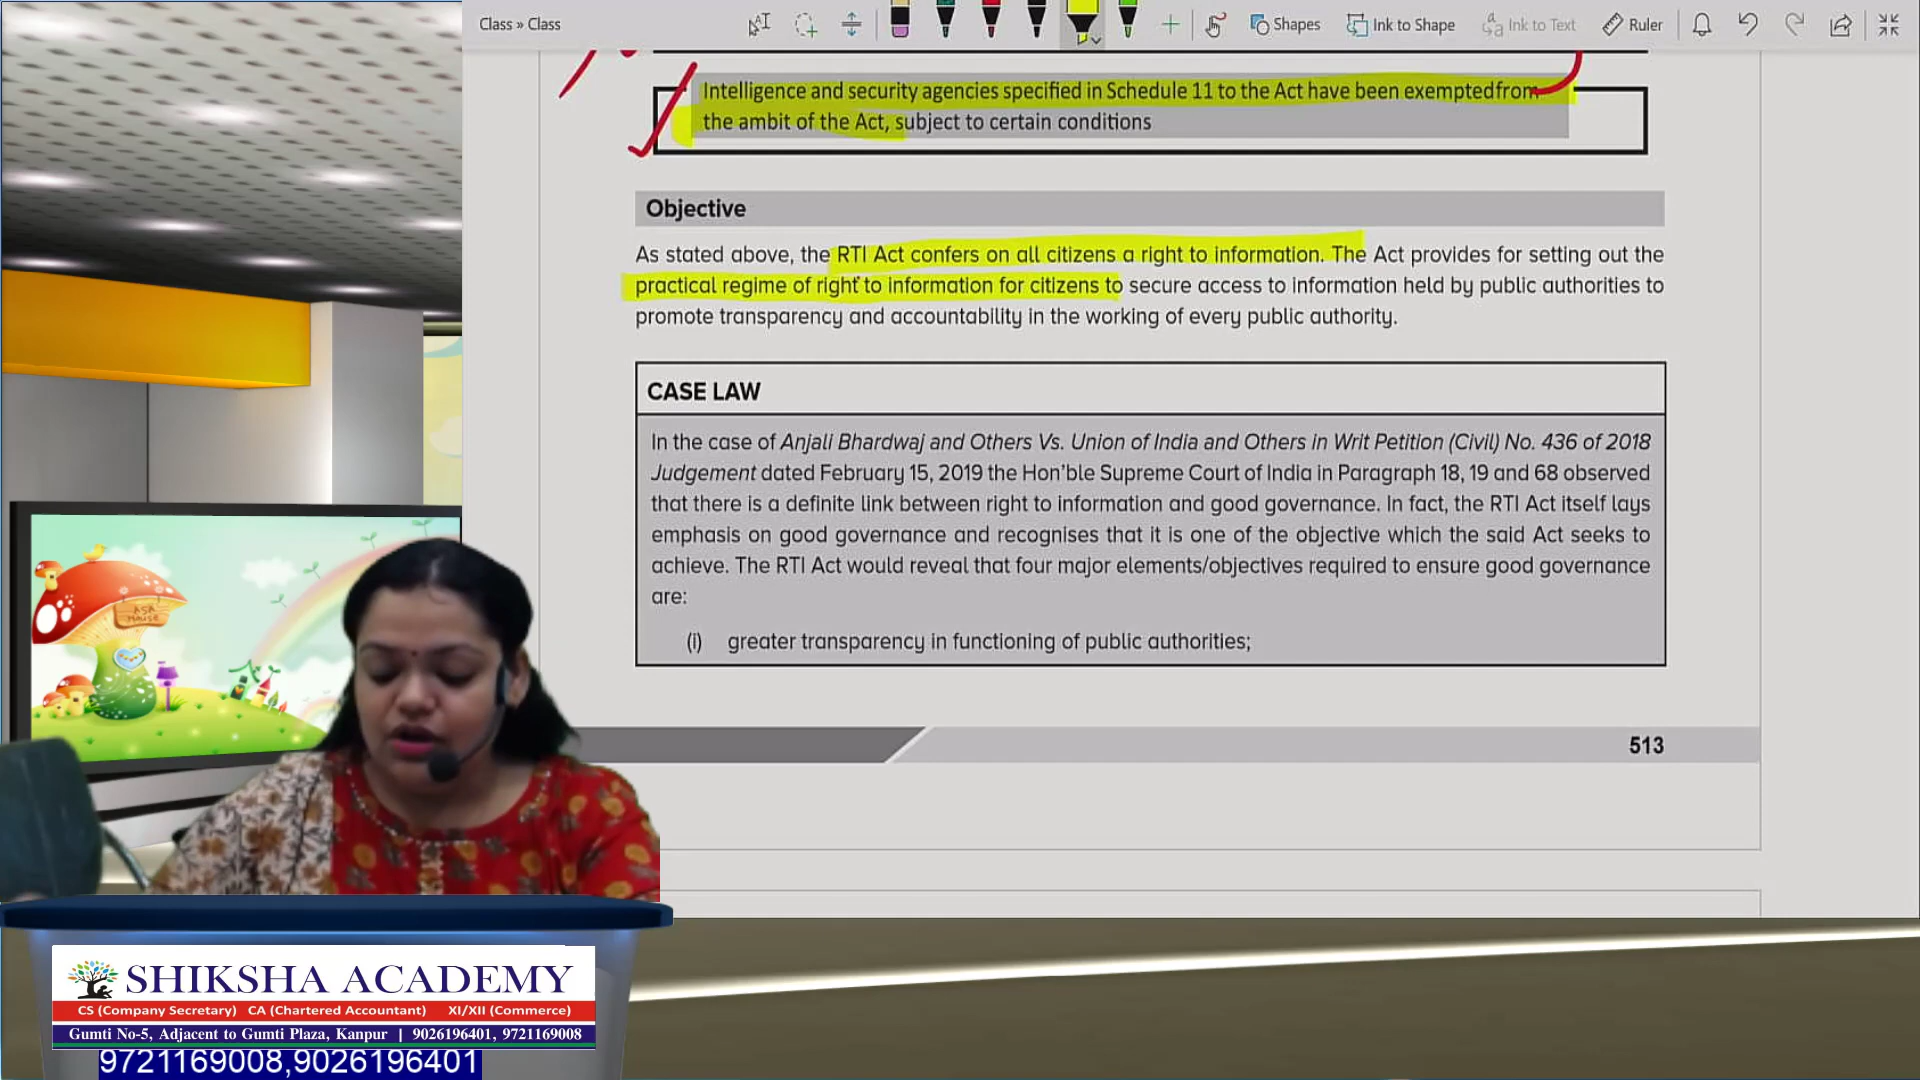 Class » Class
Shapes
Ink to Shape
Ink to Text
Ruler
Intelligence and security agencies specified in Schedule 11 to the Act have been exemptedfrom
the ambit of the Act, subject to certain conditions
Objective
As stated above, the RTI Act confers on all citizens a right to information. The Act provides for setting out the
practical regime of right to information for citizens to secure access to information held by public authorities to
promote transparency and accountability in the working of every public authority.
CASE LAW
In the case of Anjali Bhardwaj and Others Vs. Union of India and Others in Writ Petition (Civil) No. 436 of 2018
Judgement dated February 15, 2019 the Hon'ble Supreme Court of India in Paragraph 18, 19 and 68 observed
that there is a definite link between right to information and good governance. In fact, the RTI Act itself lays
emphasis on good governance and recognises that it is one of the objective which the said Act seeks to
achieve. The RTI Act would reveal that four major elements/objectives required to ensure good governance
are:
(i) greater transparency in functioning of public authorities;
513
SHIKSHA ACADEMY
CS (Company Secretary) CA (Chartered Accountant) XI/XII (Commerce)
Gumti No-5, Adjacent to Gumti Plaza, Kanpur | 9026196401, 9721169008
9721169008,9026196401